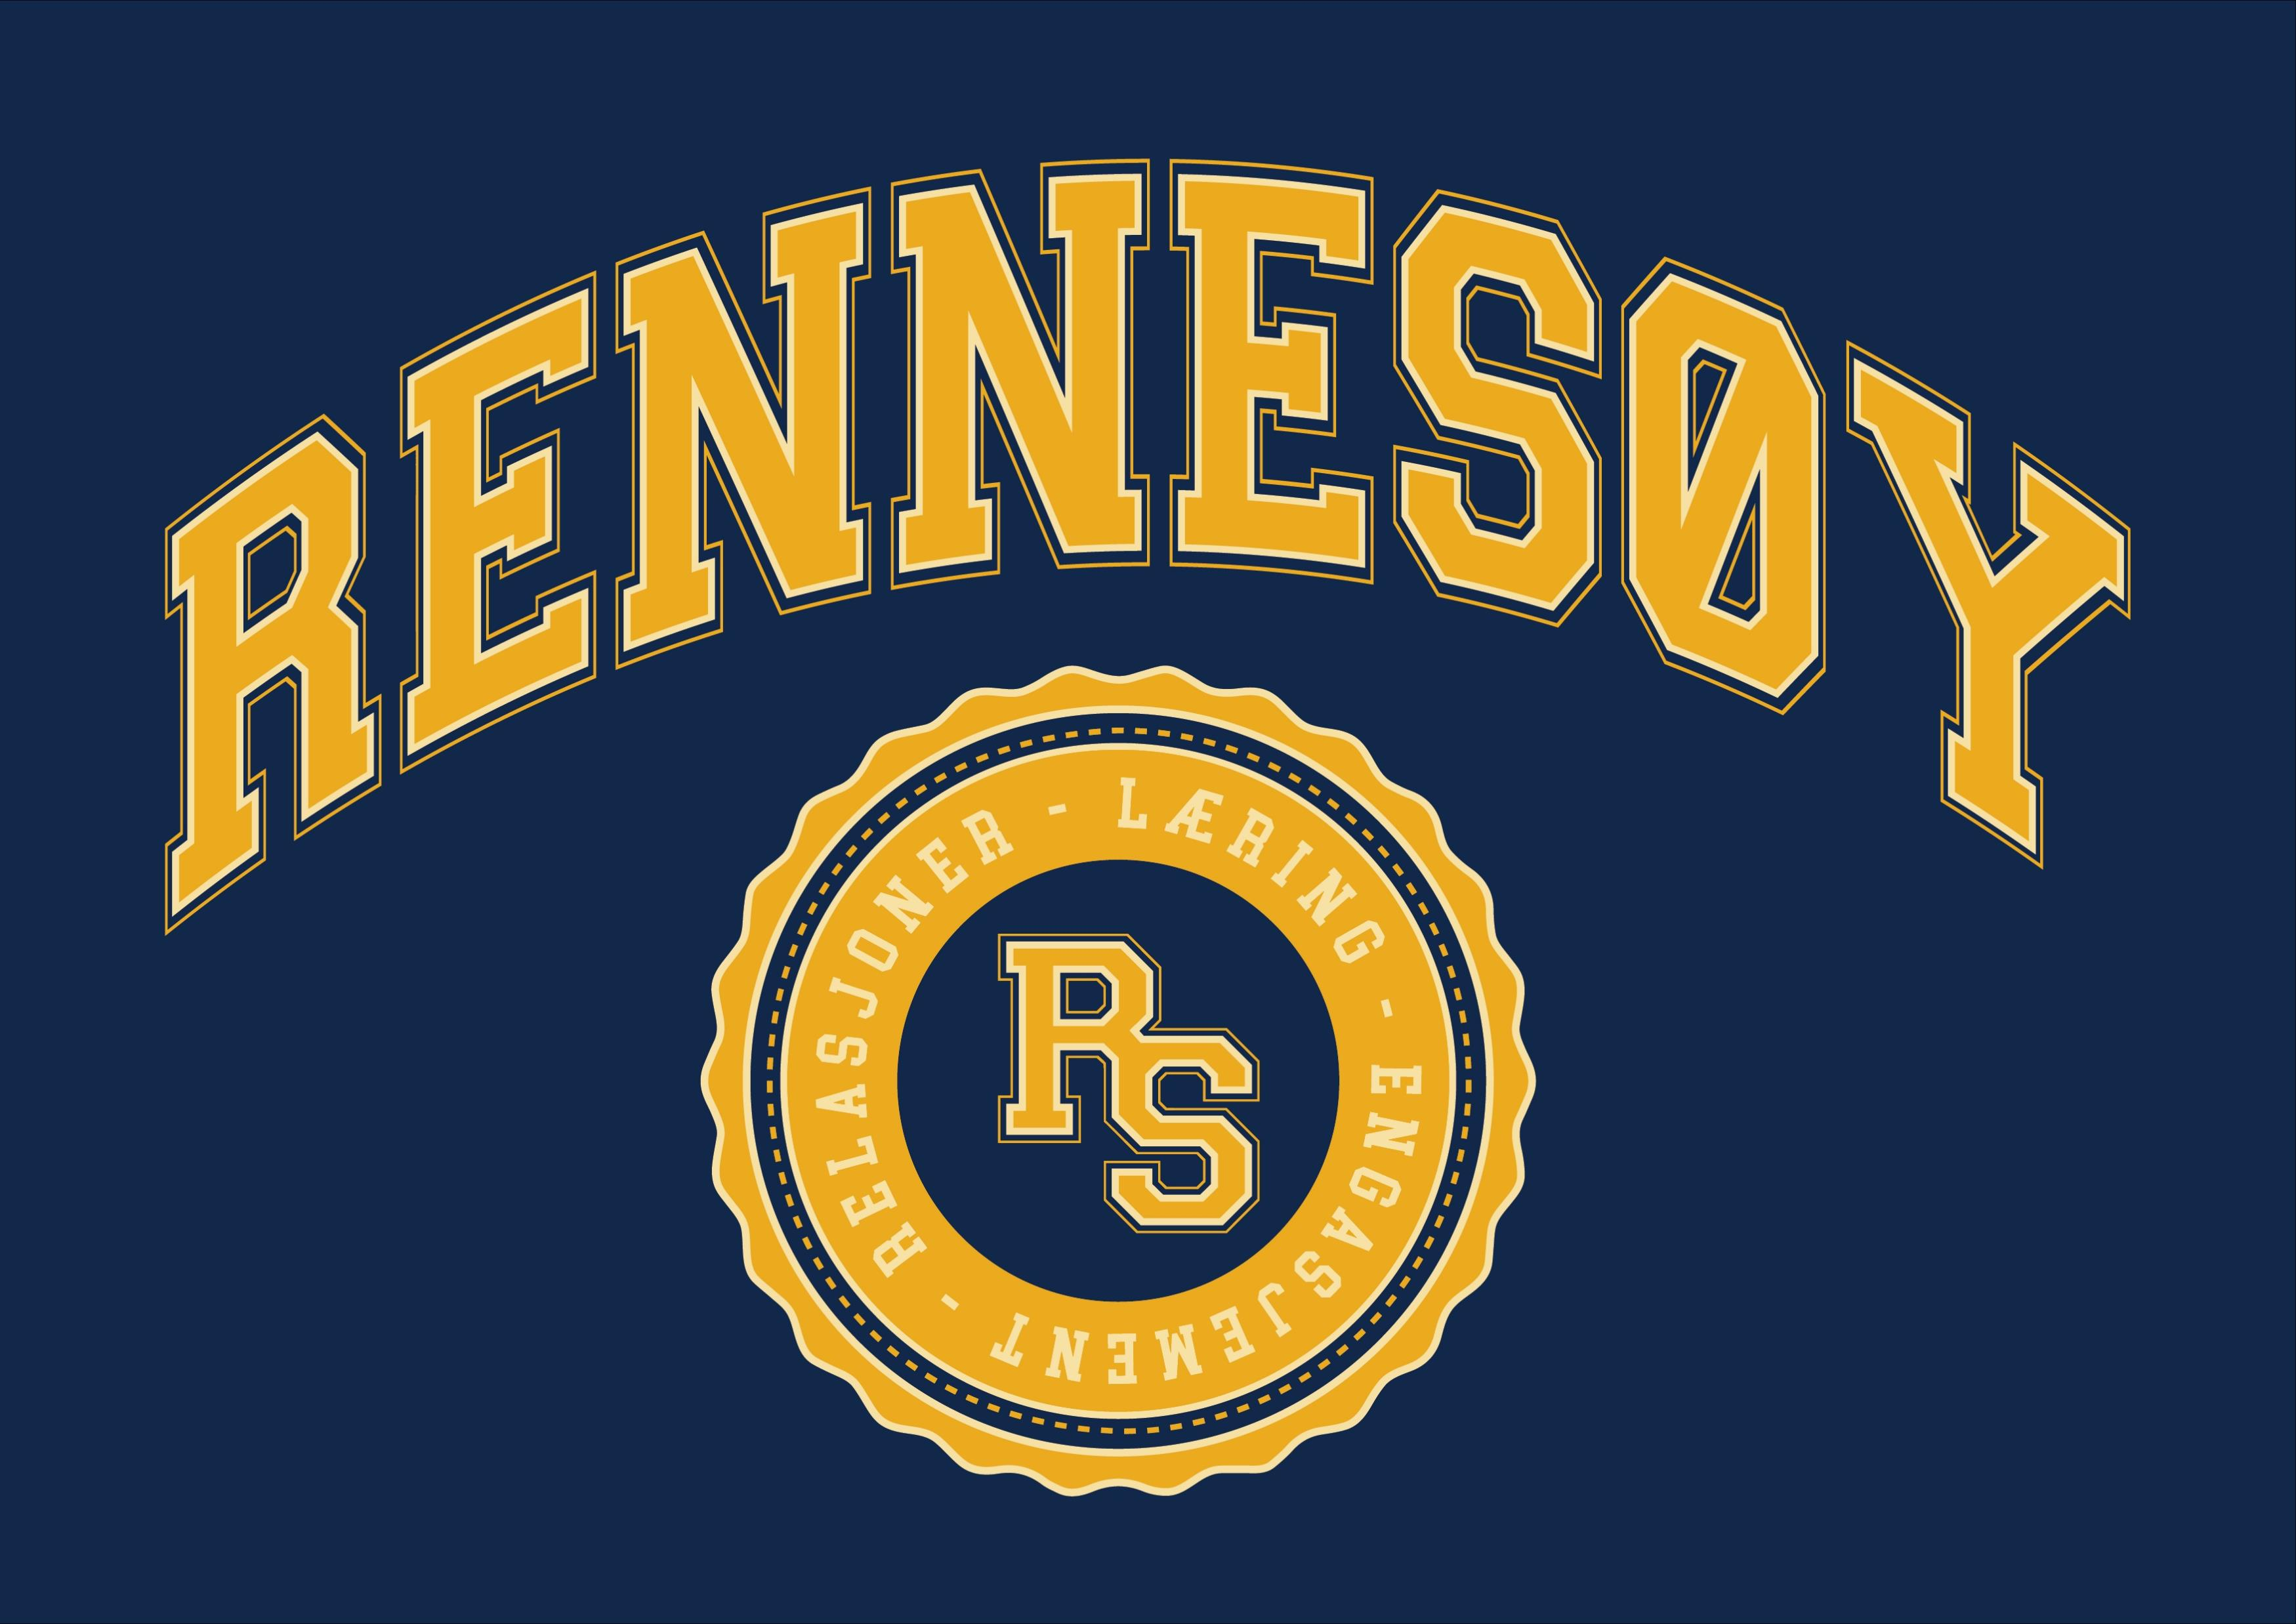 RENNESØY
LÆRING - ENGASJEMENT - RELASJONER -
RS